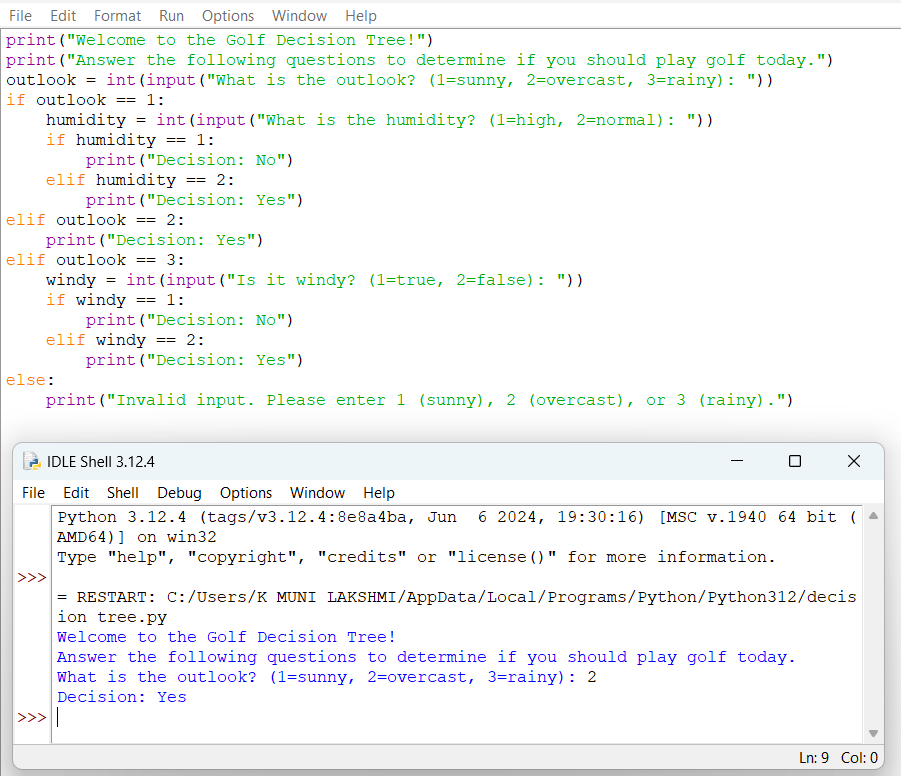 File Edit Format Run Options Window Help
print("Welcome to the Golf Decision Tree!")
print("Answer the following questions to determine if you should play golf today.")
outlook = int(input("What is the outlook? (1=sunny, 2=overcast, 3=rainy): "))
if outlook == 1:
    humidity = int(input("What is the humidity? (1=high, 2=normal): "))
    if humidity == 1:
        print("Decision: No")
    elif humidity == 2:
        print("Decision: Yes")
elif outlook == 2:
    print("Decision: Yes")
elif outlook == 3:
    windy = int(input("Is it windy? (1=true, 2=false): "))
    if windy == 1:
        print("Decision: No")
    elif windy == 2:
        print("Decision: Yes")
else:
    print("Invalid input. Please enter 1 (sunny), 2 (overcast), or 3 (rainy).")
IDLE Shell 3.12.4
File Edit Shell Debug Options Window Help
Python 3.12.4 (tags/v3.12.4:8e8a4ba, Jun  6 2024, 19:30:16) [MSC v.1940 64 bit (
AMD64)] on win32
Type "help", "copyright", "credits" or "license()" for more information.
>>>
= RESTART: C:/Users/K MUNI LAKSHMI/AppData/Local/Programs/Python/Python312/decis
ion tree.py
Welcome to the Golf Decision Tree!
Answer the following questions to determine if you should play golf today.
What is the outlook? (1=sunny, 2=overcast, 3=rainy): 2
Decision: Yes
>>>
Ln: 9 Col: 0